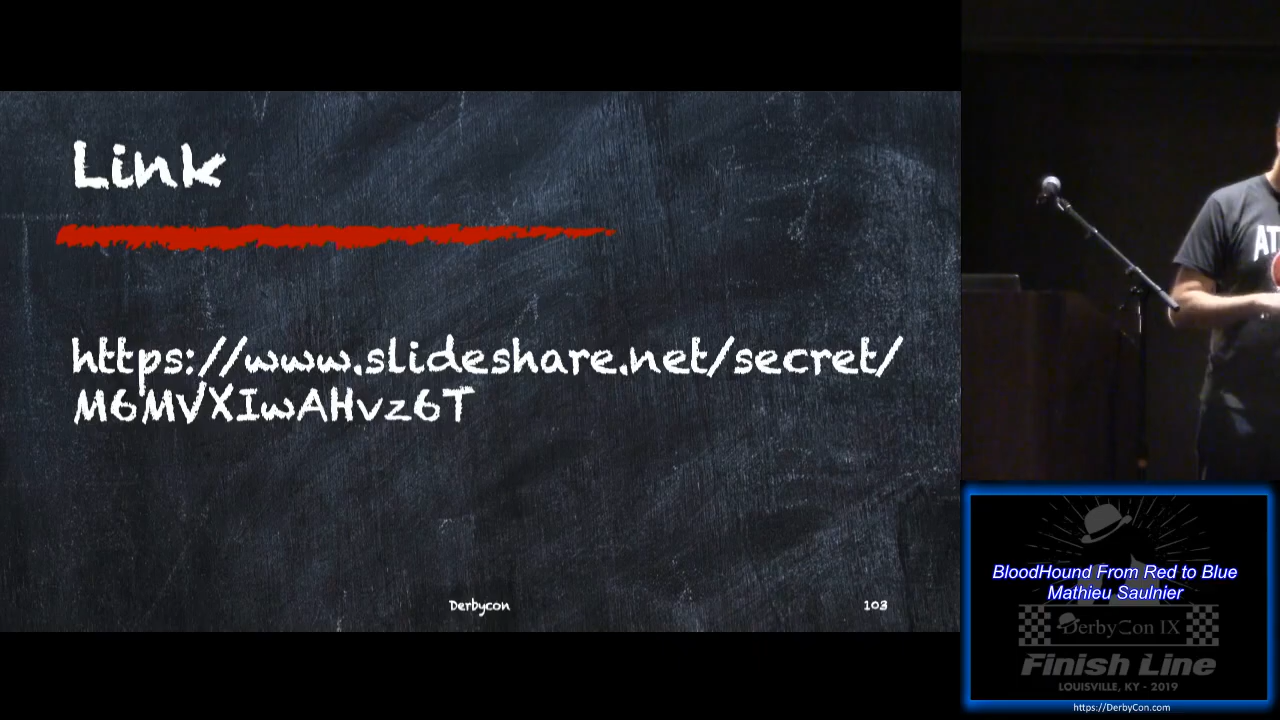 Link
https://www.slideshare.net/secret/
M6MVXIwAHvz6T
Derbycon
103
AT
BloodHound From Red to Blue
Mathieu Saulnier
DerbyCon IX
Finish Line
LOUISVILLE, KY - 2019
https://DerbyCon.com